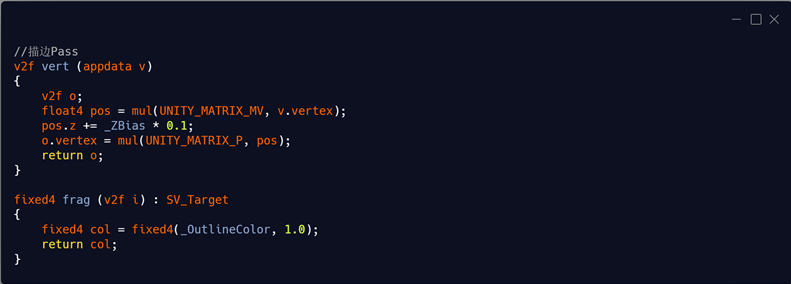 //描边Pass
v2f vert (appdata v)
{
    v2f o;
    float4 pos = mul(UNITY_MATRIX_MV, v.vertex);
    pos.z += _ZBias * 0.1;
    o.vertex = mul(UNITY_MATRIX_P, pos);
    return o;
}

fixed4 frag (v2f i) : SV_Target
{
    fixed4 col = fixed4(_OutlineColor, 1.0);
    return col;
}